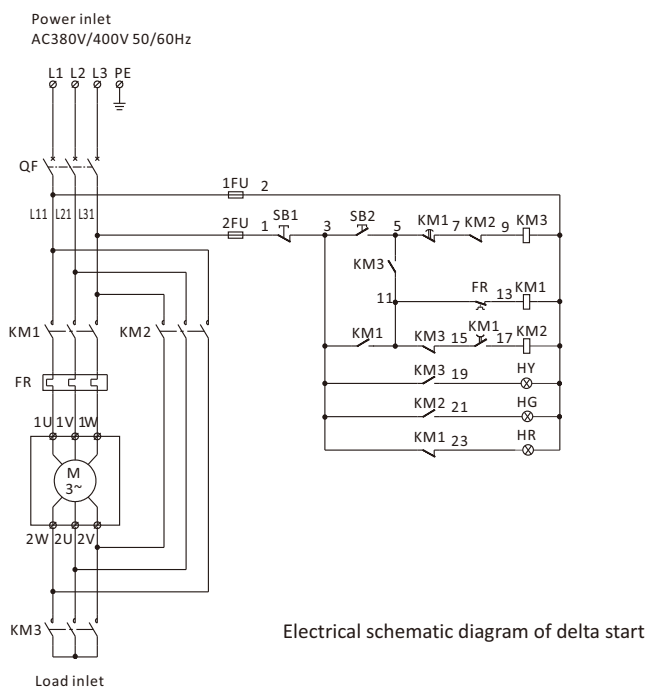 Power inlet
AC380V/400V 50/60Hz
L1 L2 L3 PE
QF
1FU 2
L11 L21 L31
2FU 1 SB1 3 SB2 5 KM1 7 KM2 9 KM3
KM3
11 FR 13 KM1
KM1 KM2 KM1 KM3 15 KM1 17 KM2
FR
KM3 19 HY
KM2 21 HG
KM1 23 HR
1U 1V 1W
M
3~
2W 2U 2V
KM3
Electrical schematic diagram of delta start
Load inlet